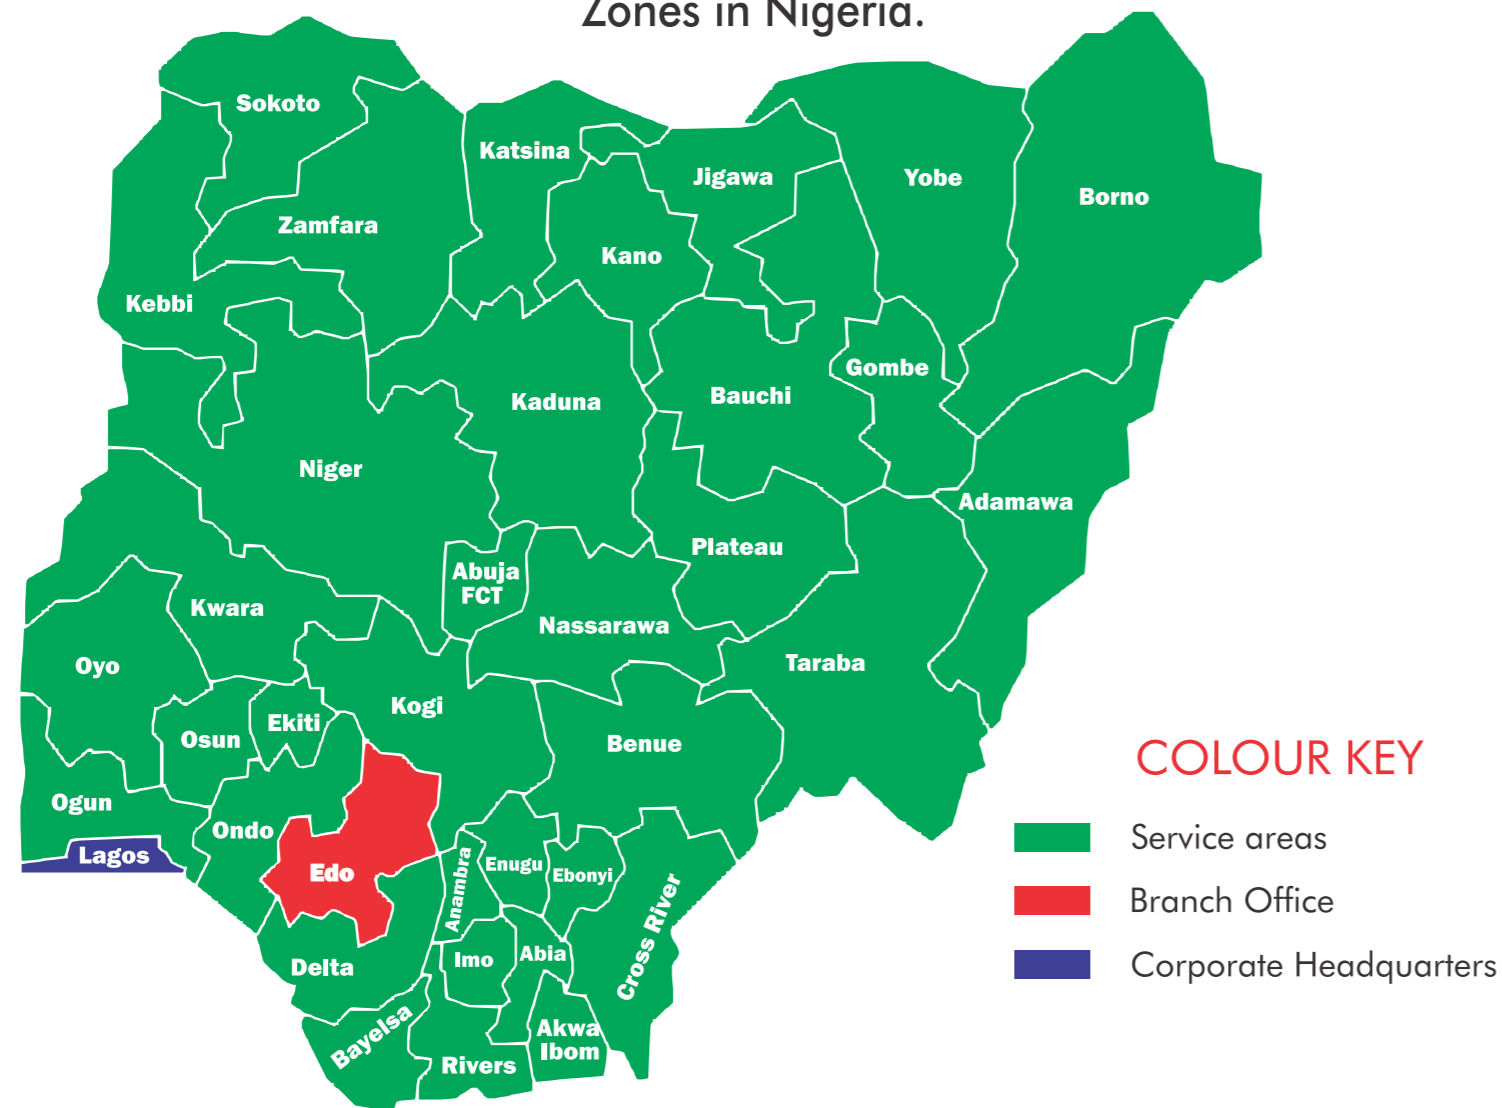 Zones in Nigeria.
Sokoto
Katsina
Jigawa
Yobe
Borno
Zamfara
Kano
Kebbi
Gombe
Bauchi
Kaduna
Niger
Adamawa
Plateau
Abuja
FCT
Kwara
Nassarawa
Oyo
Taraba
Kogi
Ekiti
Osun
Benue
Ogun
Ondo
Lagos
Edo
Enugu
Ebonyi
Anambra
Cross River
Imo
Abia
Delta
Bayelsa
Akwa
Ibom
Rivers
COLOUR KEY
Service areas
Branch Office
Corporate Headquarters